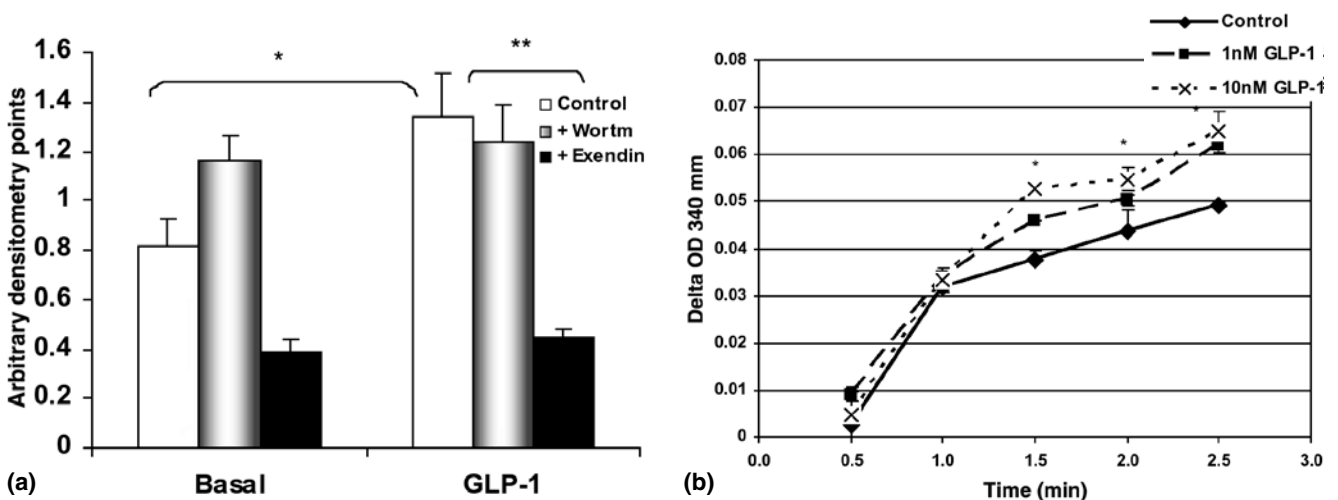 1.6
1.4
1.2
1
0.8
0.6
0.4
0.2
0
Arbitrary densitometry points
*
**
Control
+ Wortm
+ Exendin
Basal
GLP-1
(a)
Control
1nM GLP-1
10nM GLP-1
0.08
0.07
0.06
0.05
0.04
0.03
0.02
0.01
0
Delta OD 340 mm
*
*
*
0.0
0.5
1.0
1.5
2.0
2.5
3.0
Time (min)
(b)